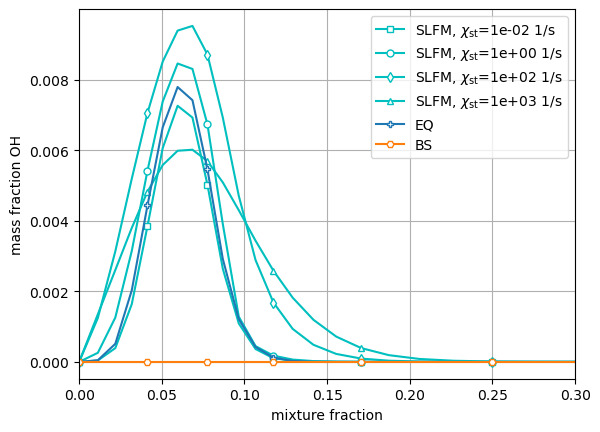 SLFM, χst=1e-02 1/s
SLFM, χst=1e+00 1/s
SLFM, χst=1e+02 1/s
SLFM, χst=1e+03 1/s
EQ
BS
mass fraction OH
0.008
0.006
0.004
0.002
0.000
0.00 0.05 0.10 0.15 0.20 0.25 0.30
mixture fraction